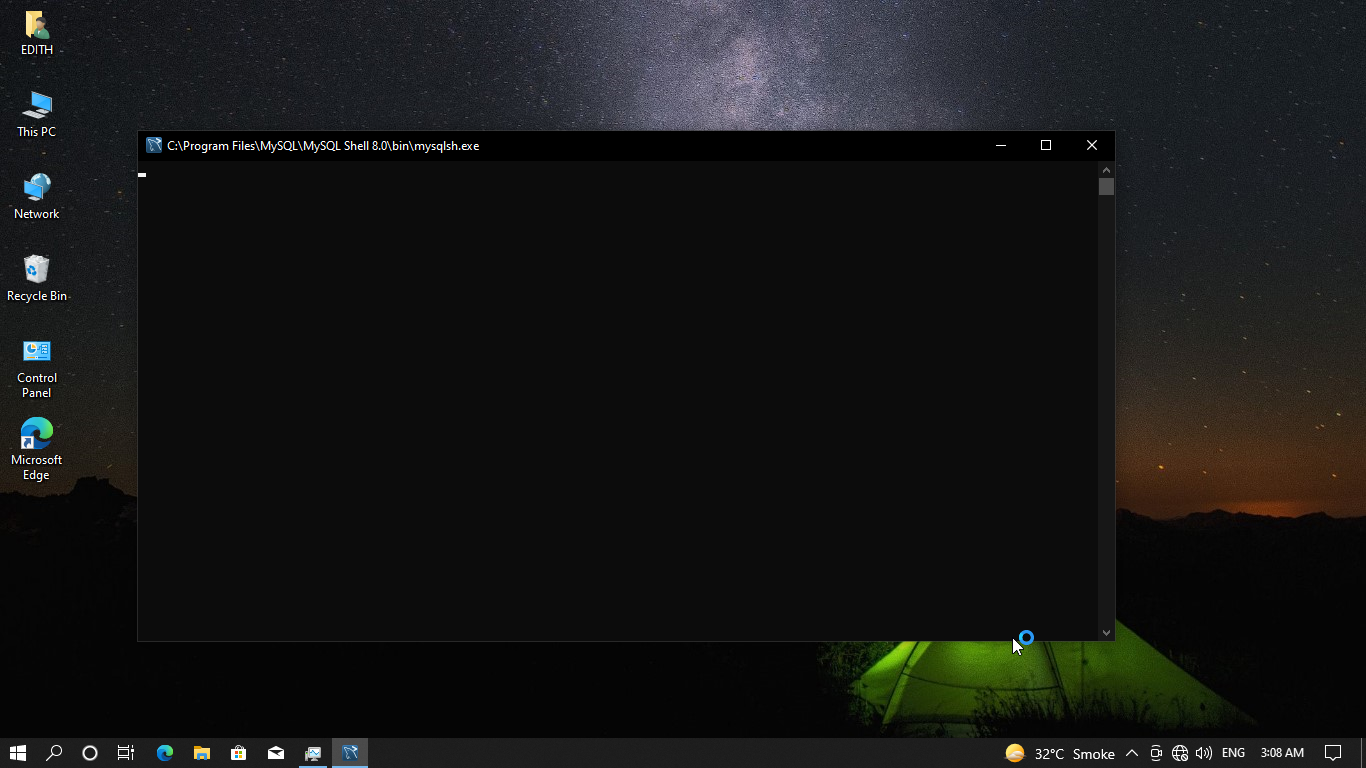 EDITH
This PC
Network
Recycle Bin
Control
Panel
Microsoft
Edge
C:\Program Files\MySQL\MySQL Shell 8.0\bin\mysqlsh.exe
32°C Smoke
ENG
3:08 AM